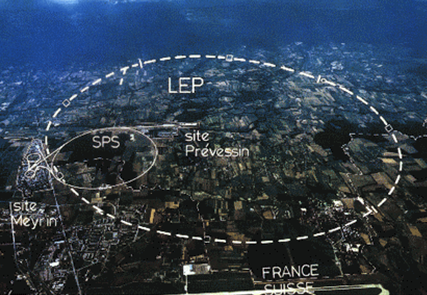 LEP
SPS
site
Prévessin
site
Meyrin
FRANCE
SUISSE